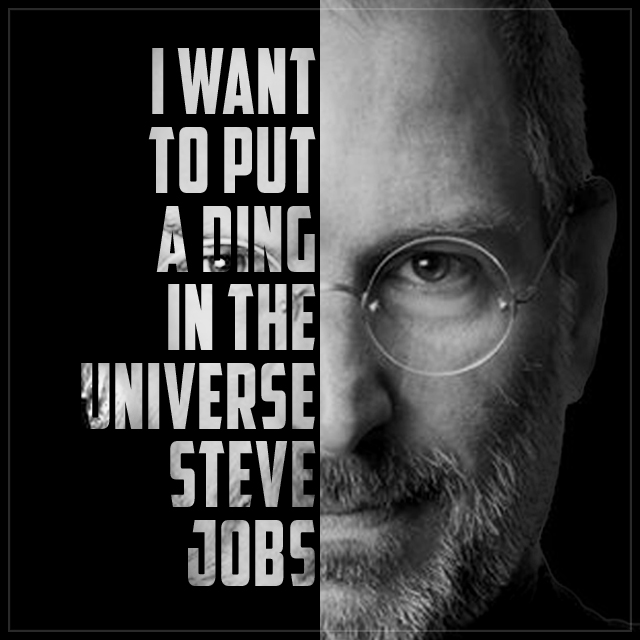 I WANT
TO PUT
A DING
IN THE
UNIVERSE
STEVE
JOBS